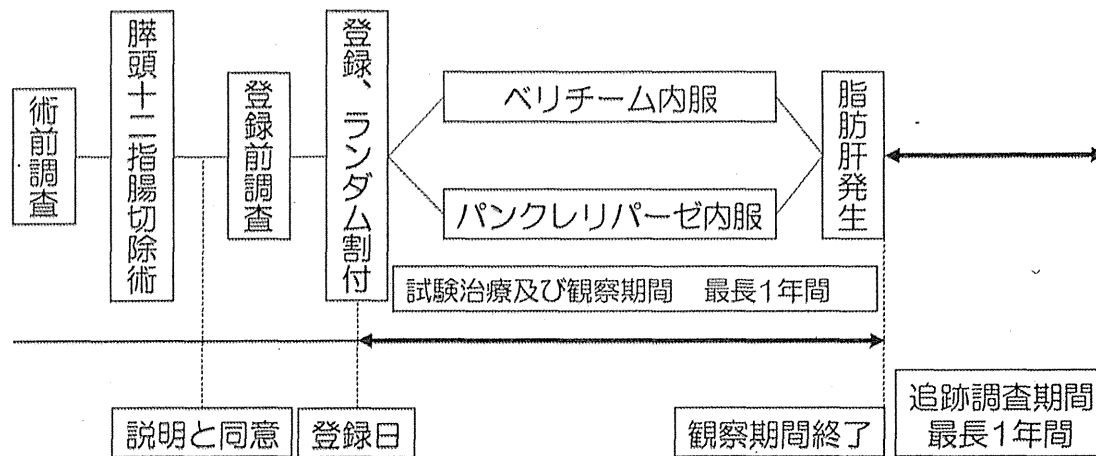 術前調査
膵頭十二指腸切除術
登録前調査
登録、ランダム割付
ベリチーム内服
パンクレリパーゼ内服
脂肪肝発生
試験治療及び観察期間　最長1年間
説明と同意
登録日
観察期間終了
追跡調査期間
最長1年間